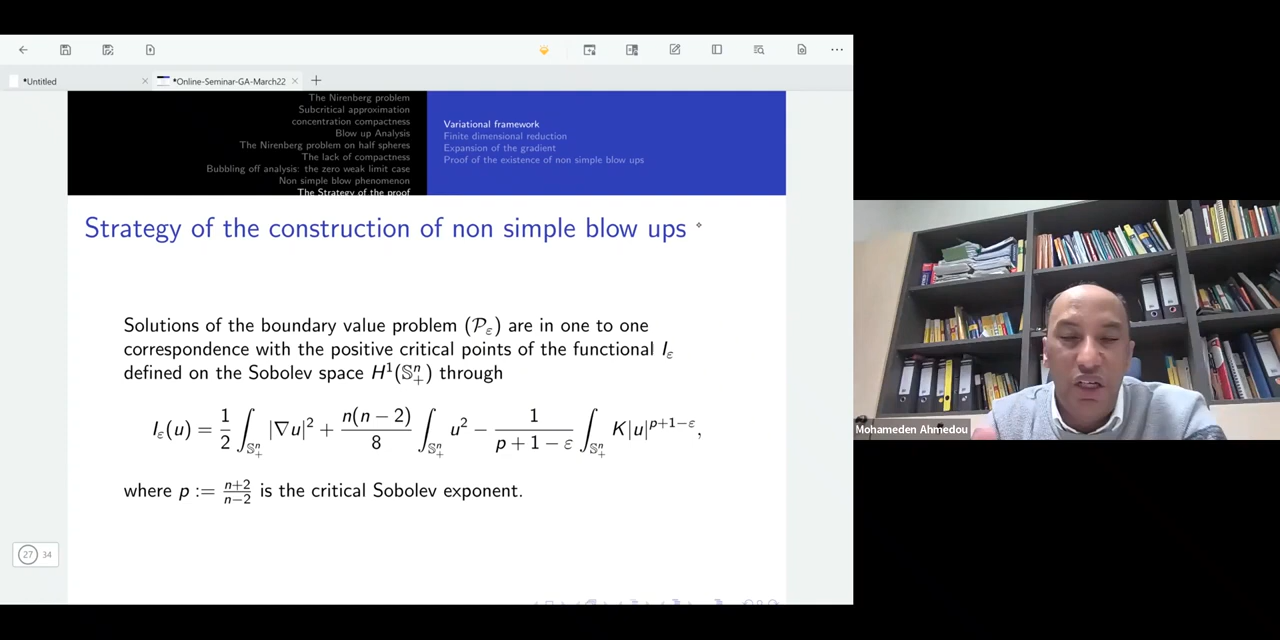 *Untitled
*Online-Seminar-GA-March22
The Nirenberg problem
Subcritical approximation
concentration compactness
Blow up Analysis
The Nirenberg problem on half spheres
The lack of compactness
Bubbling off analysis: the zero weak limit case
Non simple blow phenomenon
The Strategy of the proof
Variational framework
Finite dimensional reduction
Expansion of the gradient
Proof of the existence of non simple blow ups
Strategy of the construction of non simple blow ups
Solutions of the boundary value problem (𝒫_ε) are in one to one
correspondence with the positive critical points of the functional I_ε
defined on the Sobolev space H¹(𝕊ⁿ₊) through
I_ε(u) = 1/2 ∫_{𝕊ⁿ₊} |∇u|² + n(n − 2)/8 ∫_{𝕊ⁿ₊} u² − 1/(p + 1 − ε) ∫_{𝕊ⁿ₊} K|u|^{p+1−ε},
where p := (n+2)/(n−2) is the critical Sobolev exponent.
27 34
Mohameden Ahmedou